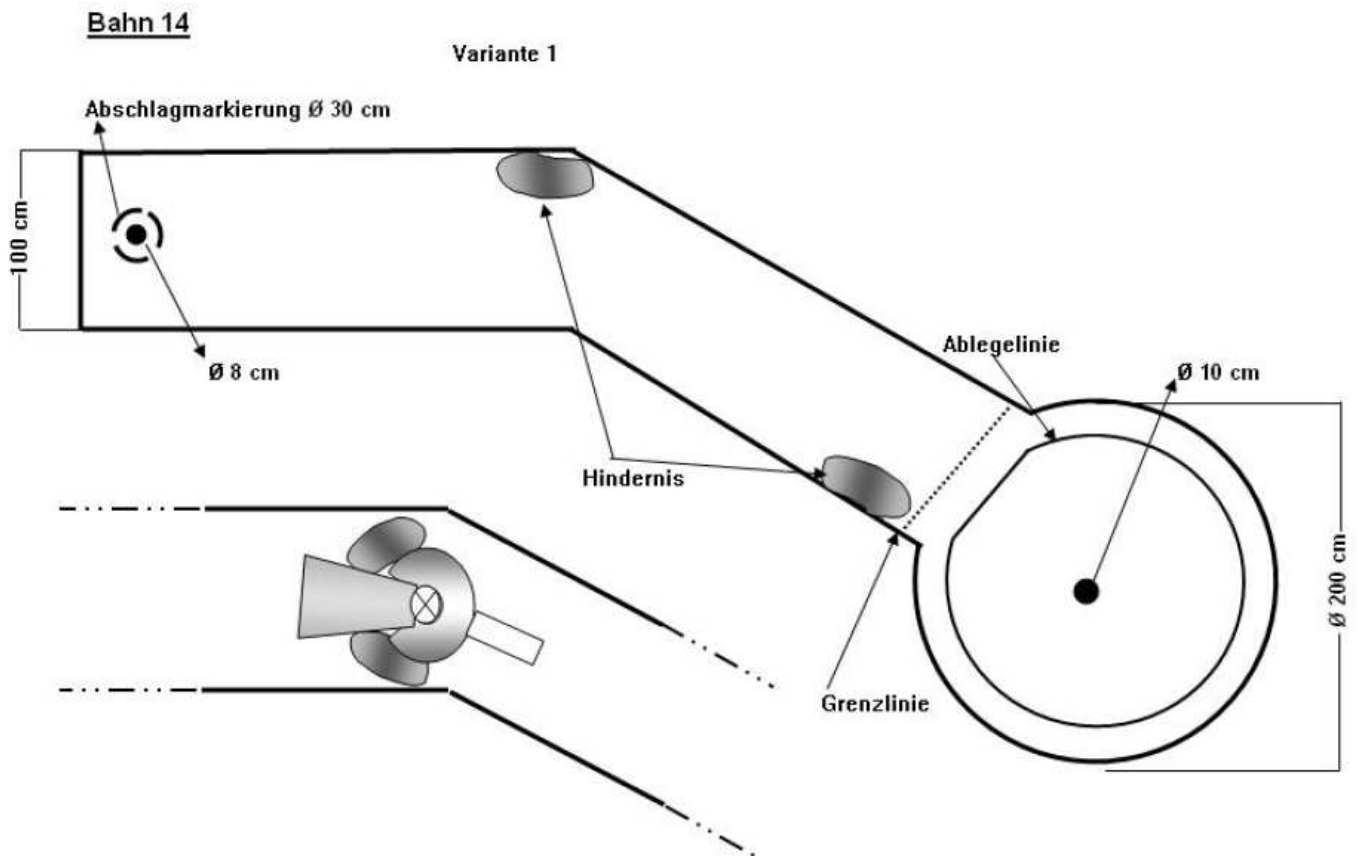 Bahn 14
Variante 1
Abschlagmarkierung Ø 30 cm
100 cm
Ø 8 cm
Ablegelinie
Ø 10 cm
Hindernis
Ø 200 cm
Grenzlinie